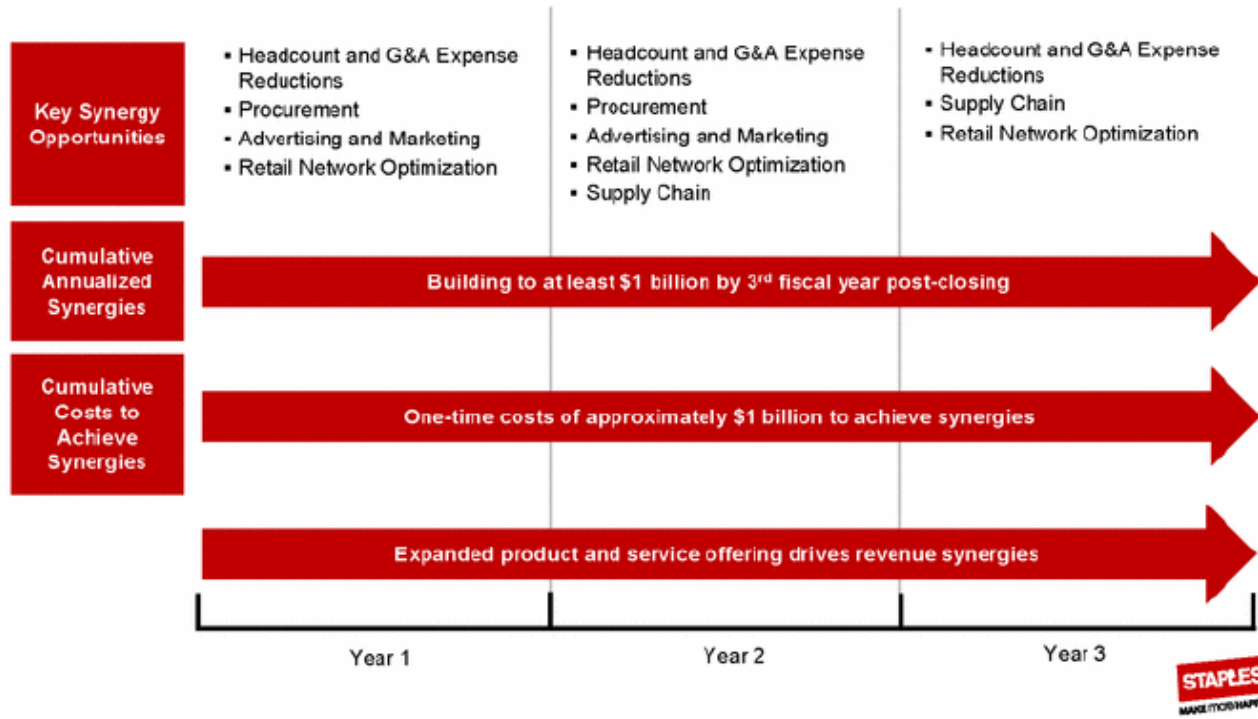 Key Synergy
Opportunities
▪ Headcount and G&A Expense
Reductions
▪ Procurement
▪ Advertising and Marketing
▪ Retail Network Optimization
▪ Headcount and G&A Expense
Reductions
▪ Procurement
▪ Advertising and Marketing
▪ Retail Network Optimization
▪ Supply Chain
▪ Headcount and G&A Expense
Reductions
▪ Supply Chain
▪ Retail Network Optimization
Cumulative
Annualized
Synergies
Building to at least $1 billion by 3rd fiscal year post-closing
Cumulative
Costs to
Achieve
Synergies
One-time costs of approximately $1 billion to achieve synergies
Expanded product and service offering drives revenue synergies
Year 1
Year 2
Year 3
STAPLES
MAKE more HAP